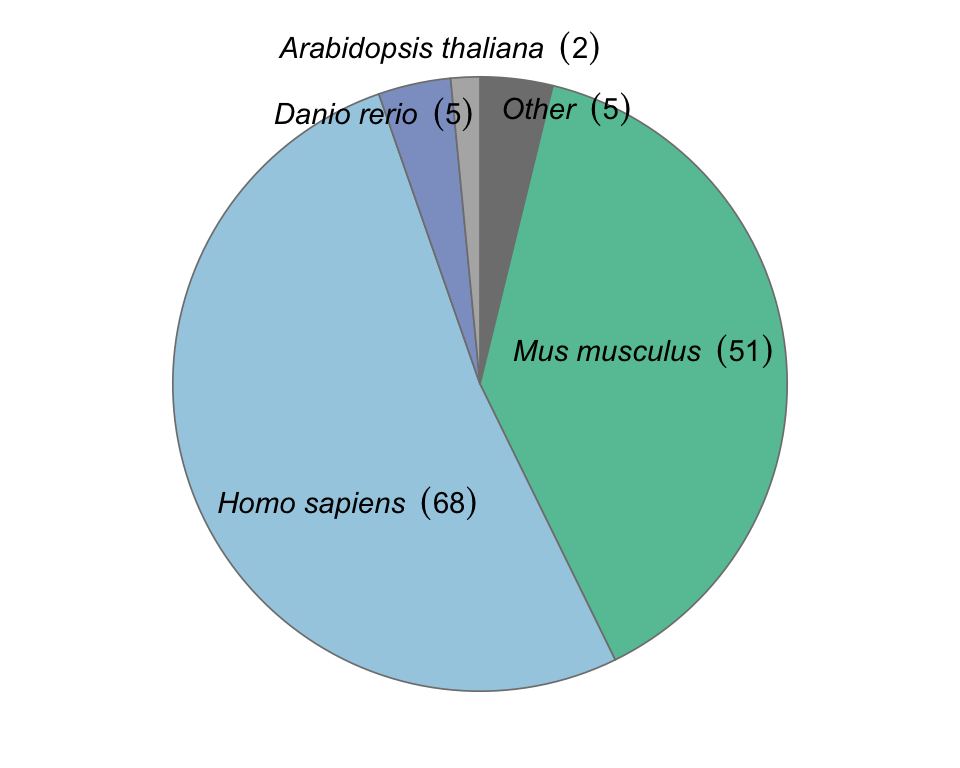 Arabidopsis thaliana (2)
Danio rerio (5)
Other (5)
Mus musculus (51)
Homo sapiens (68)